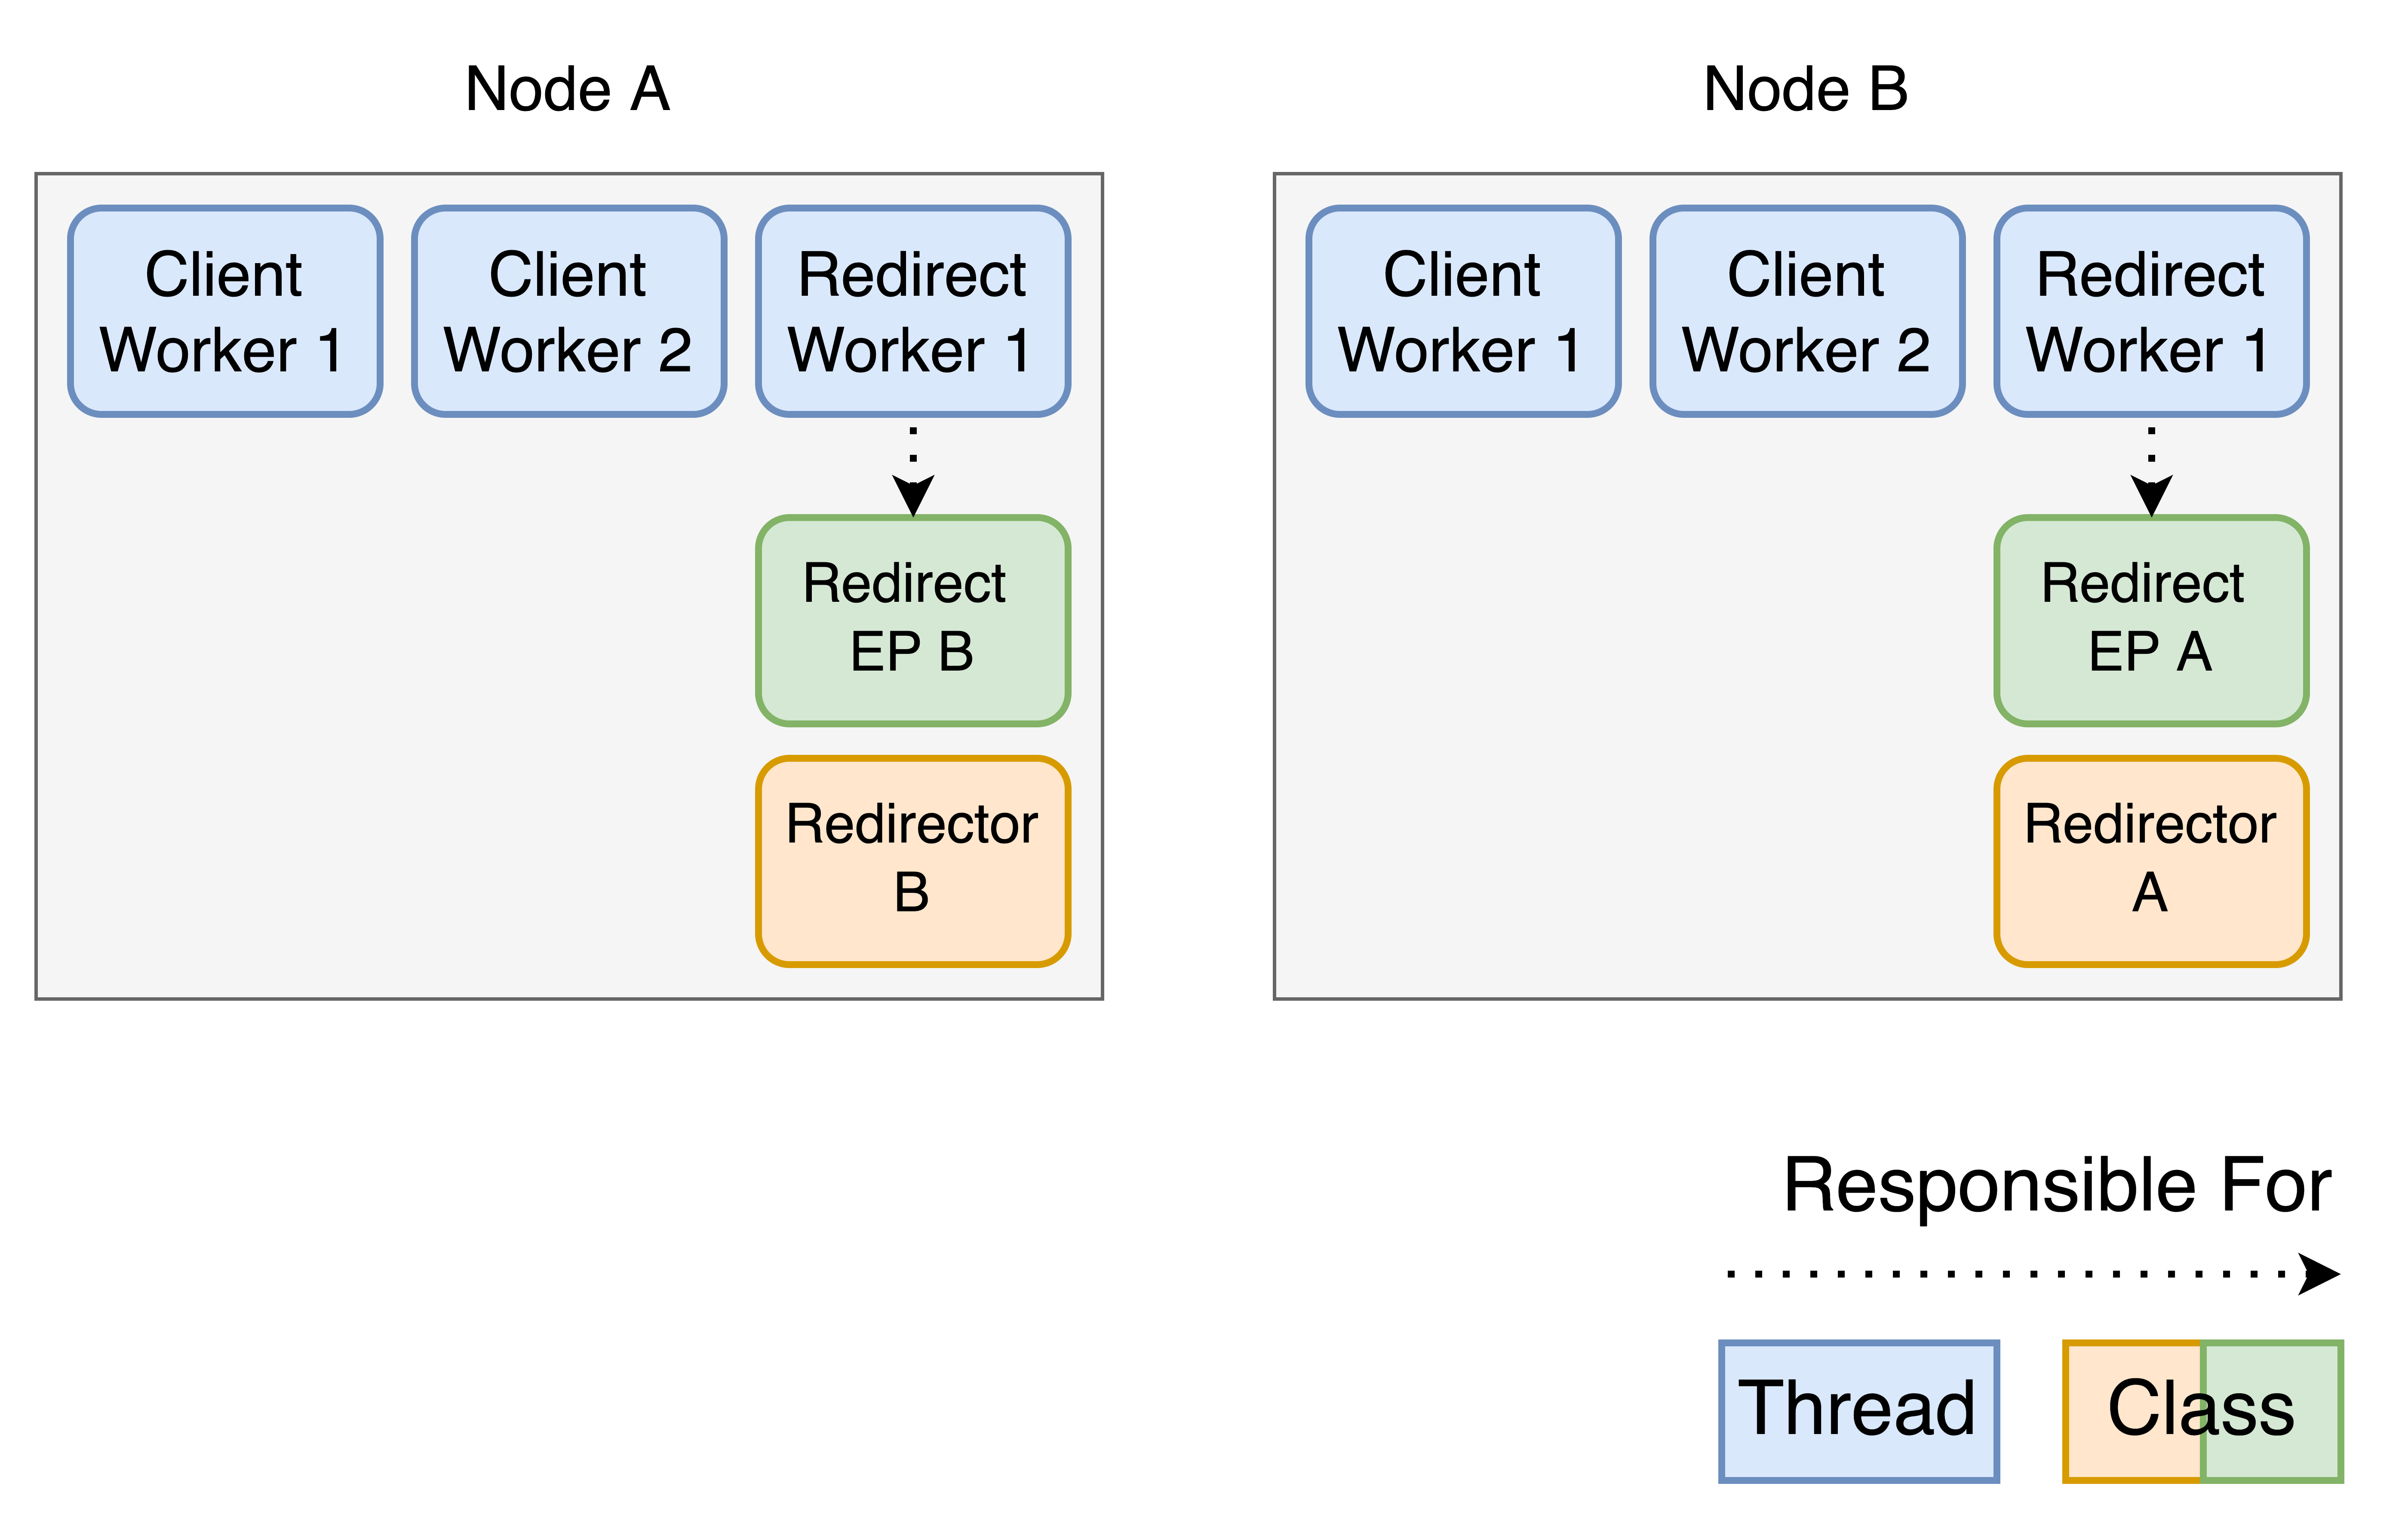 Node A
Client
Worker 1
Client
Worker 2
Redirect
Worker 1
Redirect
EP B
Redirector
B
Node B
Client
Worker 1
Client
Worker 2
Redirect
Worker 1
Redirect
EP A
Redirector
A
Responsible For
Thread
Class